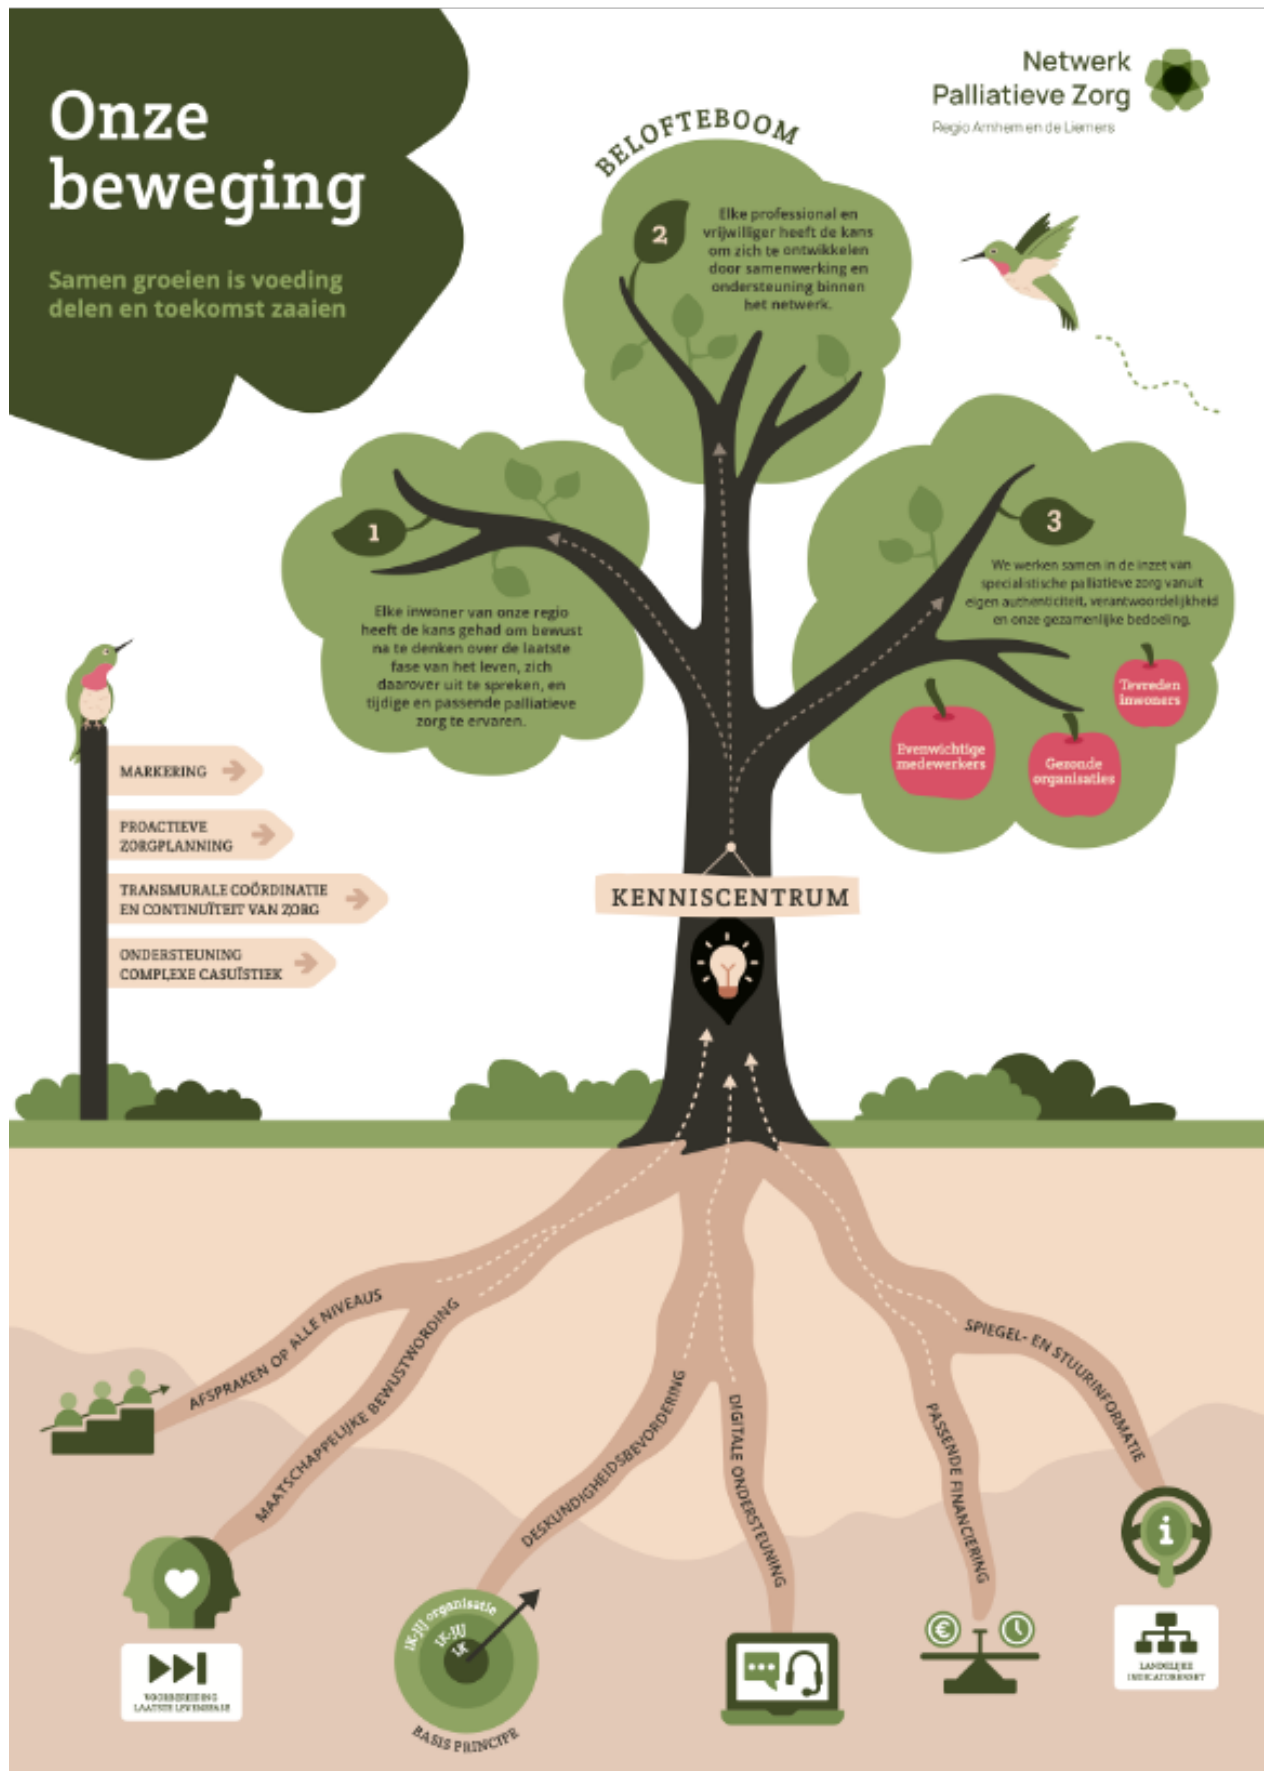 Onze
beweging
Samen groeien is voeding
delen en toekomst zaaien
Netwerk
Palliatieve Zorg
Regio Arnhem en de Liemers
BELOFTEBOOM
2
Elke professional en
vrijwilliger heeft de kans
om zich te ontwikkelen
door samenwerking en
ondersteuning binnen
het netwerk.
1
Elke inwoner van onze regio
heeft de kans gehad om bewust
na te denken over de laatste
fase van het leven, zich
daarover uit te spreken, en
tijdige en passende palliatieve
zorg te ervaren.
3
We werken samen in de inzet van
specialistische palliatieve zorg vanuit
eigen authenticiteit, verantwoordelijkheid
en onze gezamenlijke bedoeling.
Tevreden
inwoners
Evenwichtige
medewerkers
Gezonde
organisaties
MARKERING
PROACTIEVE
ZORGPLANNING
TRANSMURALE COÖRDINATIE
EN CONTINUÏTEIT VAN ZORG
ONDERSTEUNING
COMPLEXE CASUÏSTIEK
KENNISCENTRUM
AFSPRAKEN OP ALLE NIVEAUS
MAATSCHAPPELIJKE BEWUSTWORDING
DESKUNDIGHEIDSBEVORDERING
DIGITALE ONDERSTEUNING
PASSENDE FINANCIERING
SPIEGEL- EN STUURINFORMATIE
i
VOORBEREIDING
LAATSTE LEVENSFASE
IK-JIJ organisatie
IK-JIJ
IK
BASIS PRINCIPE
€
LANDELIJKE
INDICATORENSET